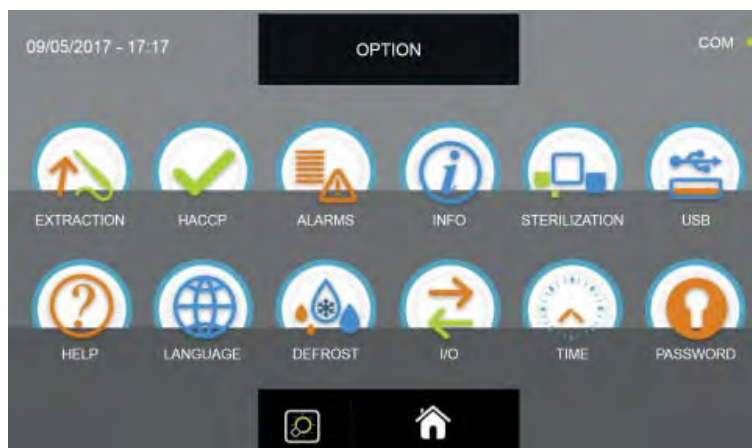 09/05/2017 - 17:17 OPTION COM
EXTRACTION HACCP ALARMS INFO STERILIZATION USB
HELP LANGUAGE DEFROST I/O TIME PASSWORD